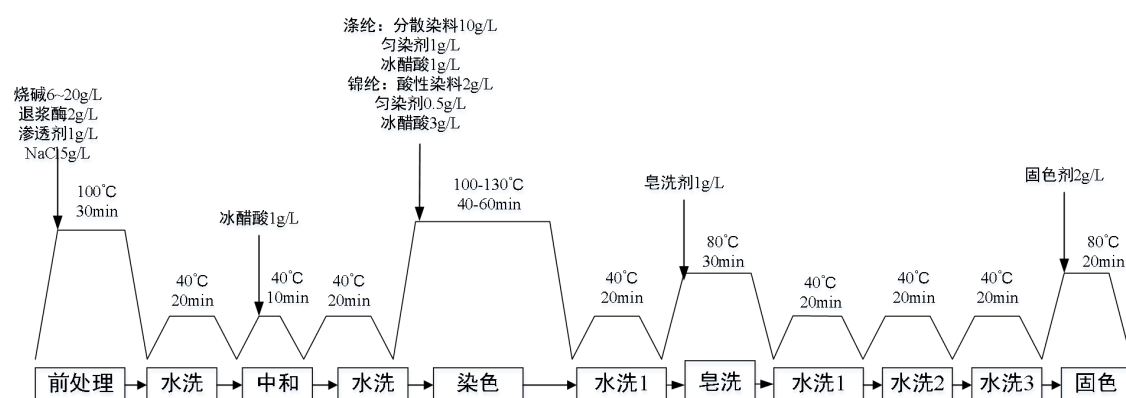 烧碱6~20g/L
退浆酶2g/L
渗透剂1g/L
NaCl5g/L
100℃
30min
40℃
20min
冰醋酸1g/L
40℃
10min
40℃
20min
涤纶：分散染料10g/L
匀染剂1g/L
冰醋酸1g/L
锦纶：酸性染料2g/L
匀染剂0.5g/L
冰醋酸3g/L
100-130℃
40-60min
40℃
20min
皂洗剂1g/L
80℃
30min
40℃
20min
40℃
20min
40℃
20min
固色剂2g/L
80℃
20min
前处理
水洗
中和
水洗
染色
水洗1
皂洗
水洗1
水洗2
水洗3
固色